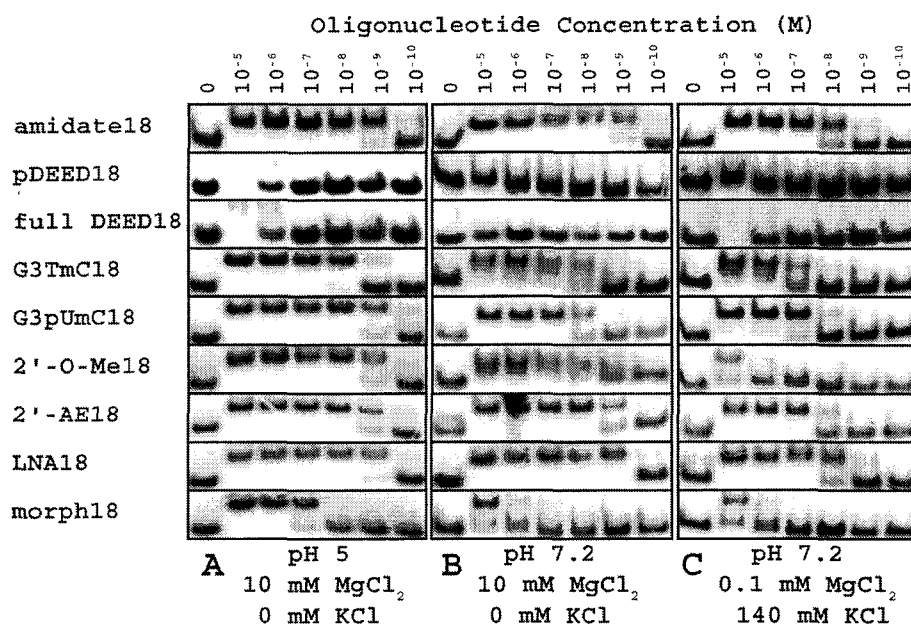 Oligonucleotide Concentration (M)
0 10⁻⁵ 10⁻⁶ 10⁻⁷ 10⁻⁸ 10⁻⁹ 10⁻¹⁰ 0 10⁻⁵ 10⁻⁶ 10⁻⁷ 10⁻⁸ 10⁻⁹ 10⁻¹⁰ 0 10⁻⁵ 10⁻⁶ 10⁻⁷ 10⁻⁸ 10⁻⁹ 10⁻¹⁰
amidate18
pDEED18
full DEED18
G3TmC18
G3pUmC18
2'-O-Me18
2'-AE18
LNA18
morph18
A pH 5
10 mM MgCl₂
0 mM KCl
B pH 7.2
10 mM MgCl₂
0 mM KCl
C pH 7.2
0.1 mM MgCl₂
140 mM KCl